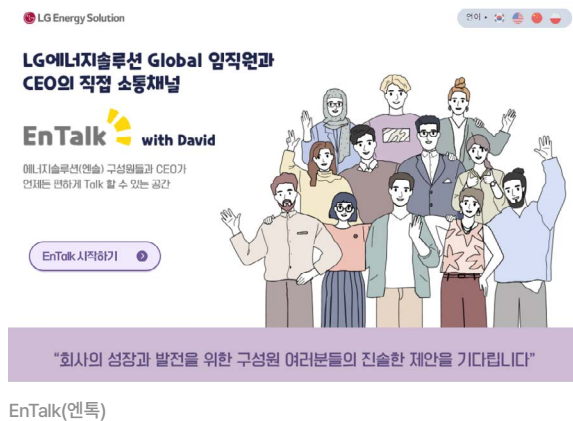 LG Energy Solution
언어 ▸
LG에너지솔루션 Global 임직원과
CEO의 직접 소통채널
EnTalk with David
에너지솔루션(엔솔) 구성원들과 CEO가
언제든 편하게 Talk 할 수 있는 공간
EnTalk 시작하기
“회사의 성장과 발전을 위한 구성원 여러분들의 진솔한 제안을 기다립니다”
EnTalk(엔톡)